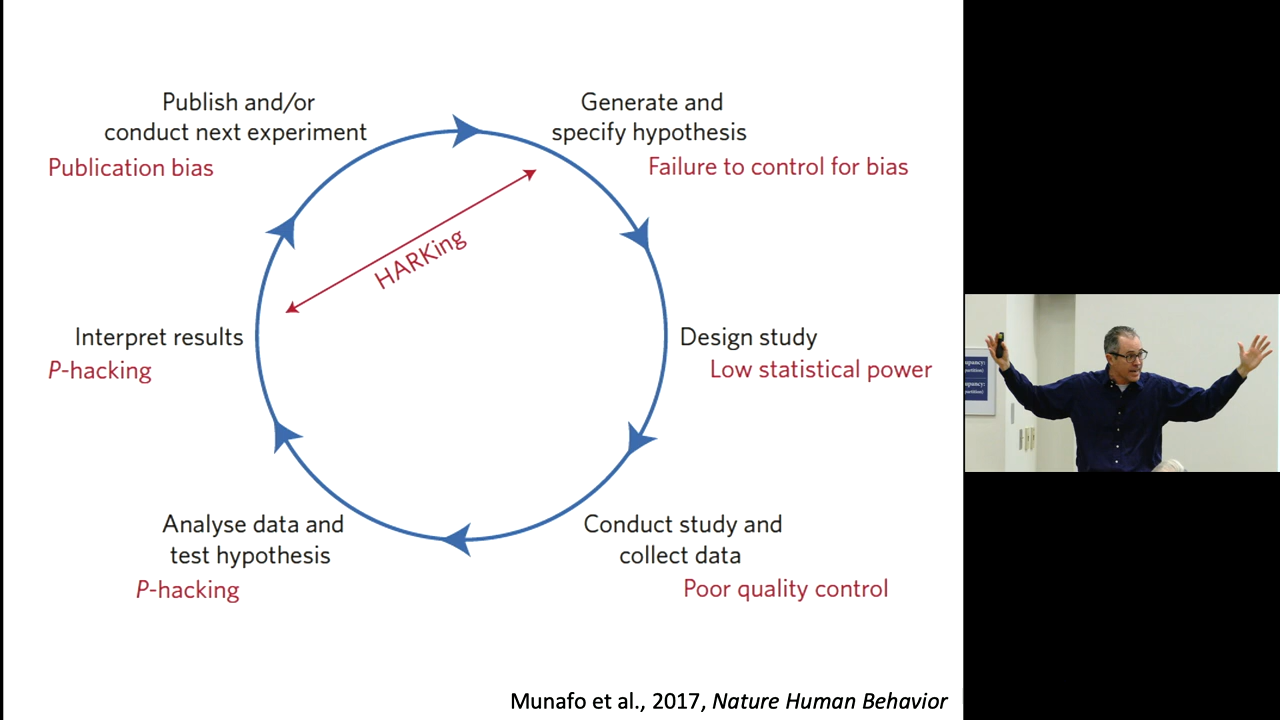 Publish and/or
conduct next experiment
Publication bias
Generate and
specify hypothesis
Failure to control for bias
HARKing
Interpret results
P-hacking
Design study
Low statistical power
Analyse data and
test hypothesis
P-hacking
Conduct study and
collect data
Poor quality control
Munafo et al., 2017, Nature Human Behavior